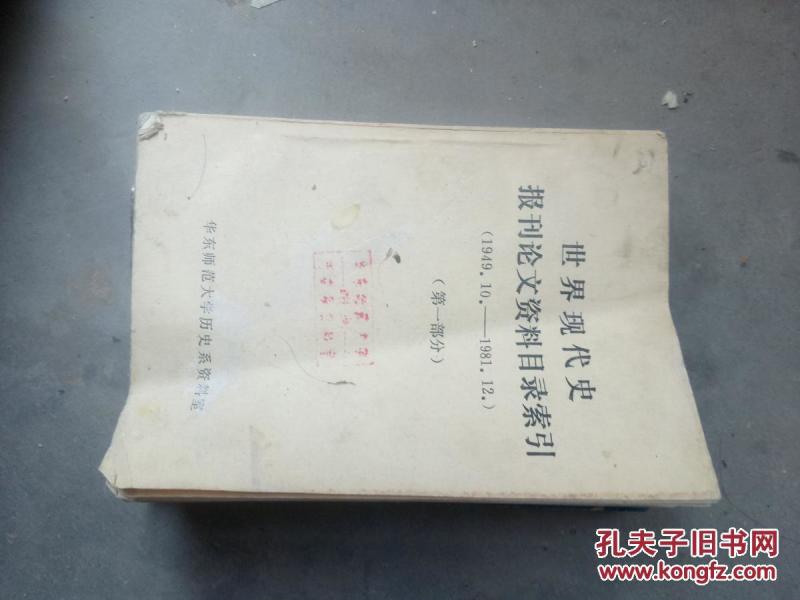 世界现代史
报刊论文资料目录索引
(1949.10.——1981.12.)
(第一部分)
华东师范大学历史系资料室
孔夫子旧书网
www.kongfz.com